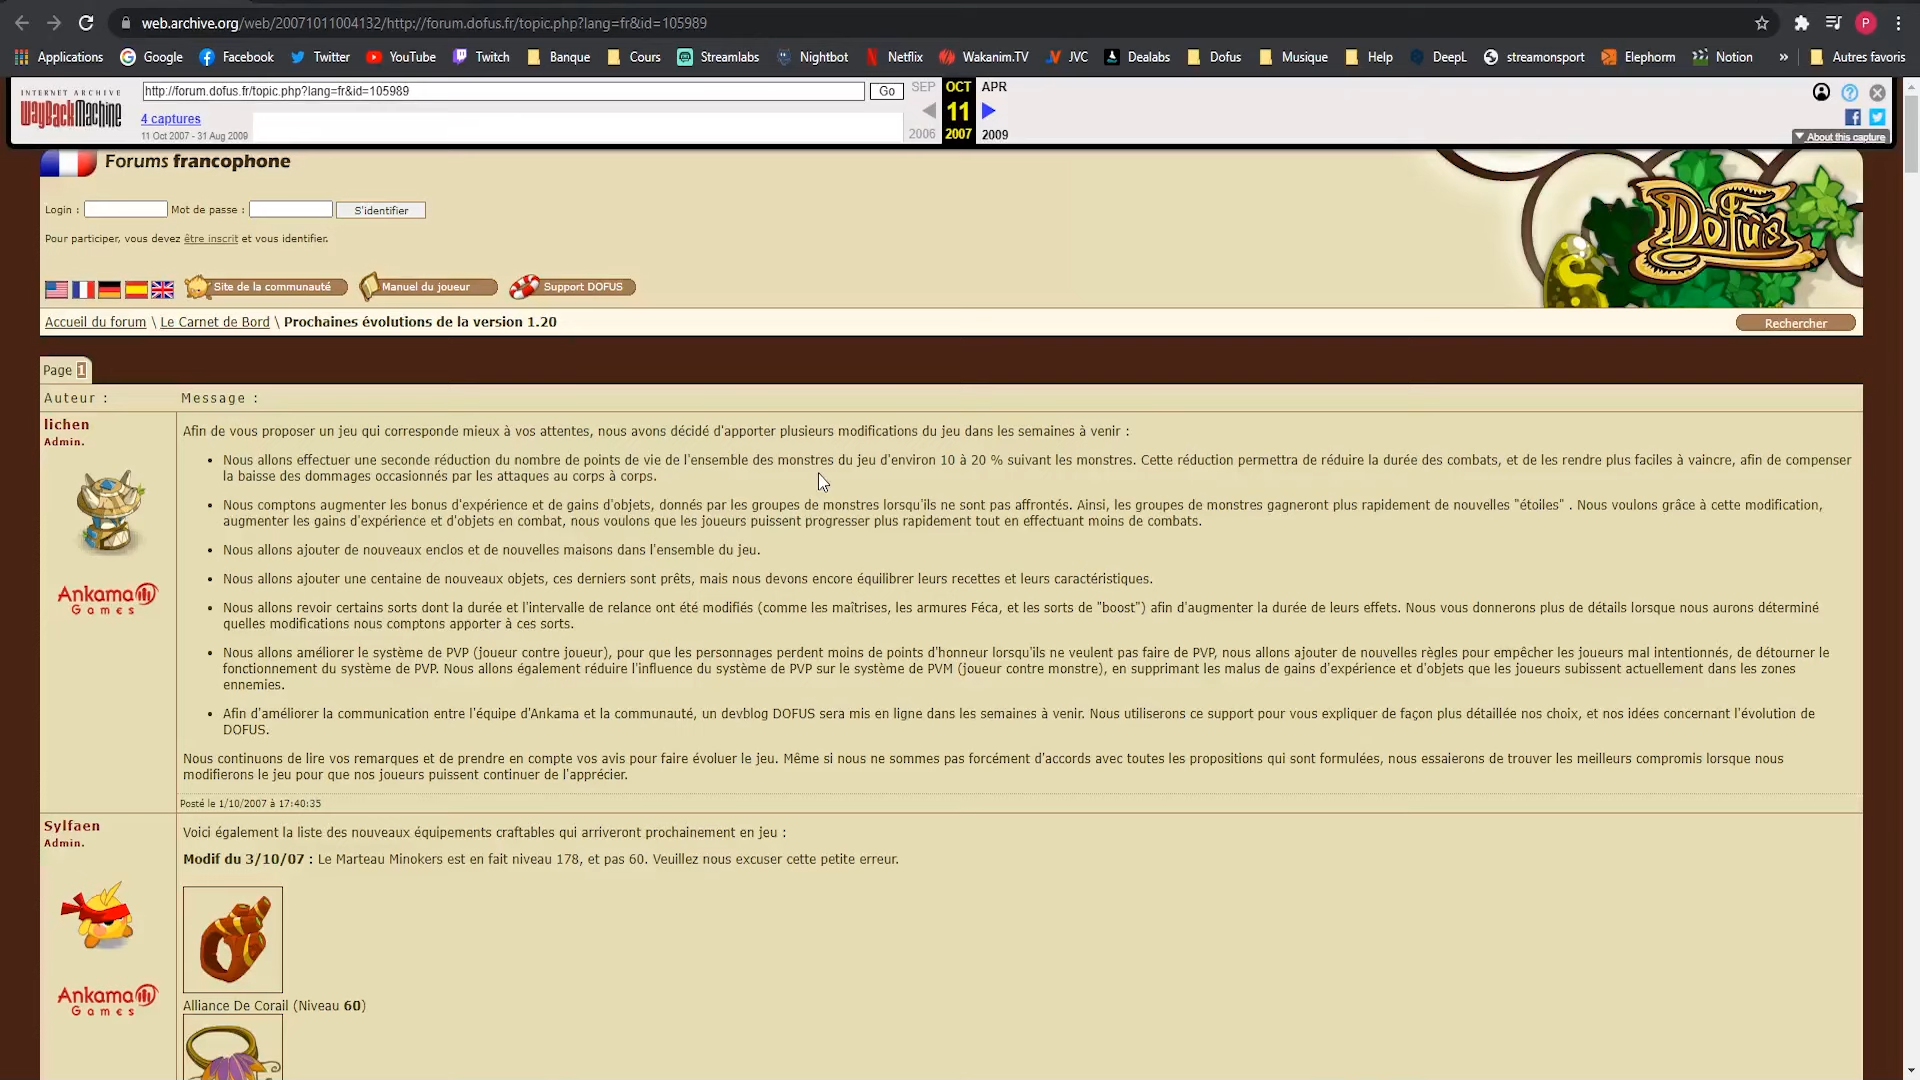 web.archive.org/web/20071011004132/http://forum.dofus.fr/topic.php?lang=fr&id=105989
P
Applications Google Facebook Twitter YouTube Twitch Banque Cours Streamlabs Nightbot Netflix Wakanim.TV JVC Dealabs Dofus Musique Help DeepL streamonsport Elephorm Notion » Autres favoris
INTERNET ARCHIVE
WayBackMachine
http://forum.dofus.fr/topic.php?lang=fr&id=105989 Go
SEP OCT APR
4 captures
11
11 Oct 2007 - 31 Aug 2009
2006 2007 2009
About this capture
Forums francophone
DOFUS
Login : Mot de passe : S'identifier
Pour participer, vous devez être inscrit et vous identifier.
Site de la communauté Manuel du joueur Support DOFUS
Accueil du forum \ Le Carnet de Bord \ Prochaines évolutions de la version 1.20 Rechercher
Page 1
Auteur : Message :
lichen
Admin.
Ankama
Games
Afin de vous proposer un jeu qui corresponde mieux à vos attentes, nous avons décidé d'apporter plusieurs modifications du jeu dans les semaines à venir :
• Nous allons effectuer une seconde réduction du nombre de points de vie de l'ensemble des monstres du jeu d'environ 10 à 20 % suivant les monstres. Cette réduction permettra de réduire la durée des combats, et de les rendre plus faciles à vaincre, afin de compenser
la baisse des dommages occasionnés par les attaques au corps à corps.
• Nous comptons augmenter les bonus d'expérience et de gains d'objets, donnés par les groupes de monstres lorsqu'ils ne sont pas affrontés. Ainsi, les groupes de monstres gagneront plus rapidement de nouvelles "étoiles" . Nous voulons grâce à cette modification,
augmenter les gains d'expérience et d'objets en combat, nous voulons que les joueurs puissent progresser plus rapidement tout en effectuant moins de combats.
• Nous allons ajouter de nouveaux enclos et de nouvelles maisons dans l'ensemble du jeu.
• Nous allons ajouter une centaine de nouveaux objets, ces derniers sont prêts, mais nous devons encore équilibrer leurs recettes et leurs caractéristiques.
• Nous allons revoir certains sorts dont la durée et l'intervalle de relance ont été modifiés (comme les maîtrises, les armures Féca, et les sorts de "boost") afin d'augmenter la durée de leurs effets. Nous vous donnerons plus de détails lorsque nous aurons déterminé
quelles modifications nous comptons apporter à ces sorts.
• Nous allons améliorer le système de PVP (joueur contre joueur), pour que les personnages perdent moins de points d'honneur lorsqu'ils ne veulent pas faire de PVP, nous allons ajouter de nouvelles règles pour empêcher les joueurs mal intentionnés, de détourner le
fonctionnement du système de PVP. Nous allons également réduire l'influence du système de PVP sur le système de PVM (joueur contre monstre), en supprimant les malus de gains d'expérience et d'objets que les joueurs subissent actuellement dans les zones
ennemies.
• Afin d'améliorer la communication entre l'équipe d'Ankama et la communauté, un devblog DOFUS sera mis en ligne dans les semaines à venir. Nous utiliserons ce support pour vous expliquer de façon plus détaillée nos choix, et nos idées concernant l'évolution de
DOFUS.
Nous continuons de lire vos remarques et de prendre en compte vos avis pour faire évoluer le jeu. Même si nous ne sommes pas forcément d'accords avec toutes les propositions qui sont formulées, nous essaierons de trouver les meilleurs compromis lorsque nous
modifierons le jeu pour que nos joueurs puissent continuer de l'apprécier.
Posté le 1/10/2007 à 17:40:35
Sylfaen
Admin.
Ankama
Games
Voici également la liste des nouveaux équipements craftables qui arriveront prochainement en jeu :
Modif du 3/10/07 : Le Marteau Minokers est en fait niveau 178, et pas 60. Veuillez nous excuser cette petite erreur.
Alliance De Corail (Niveau 60)